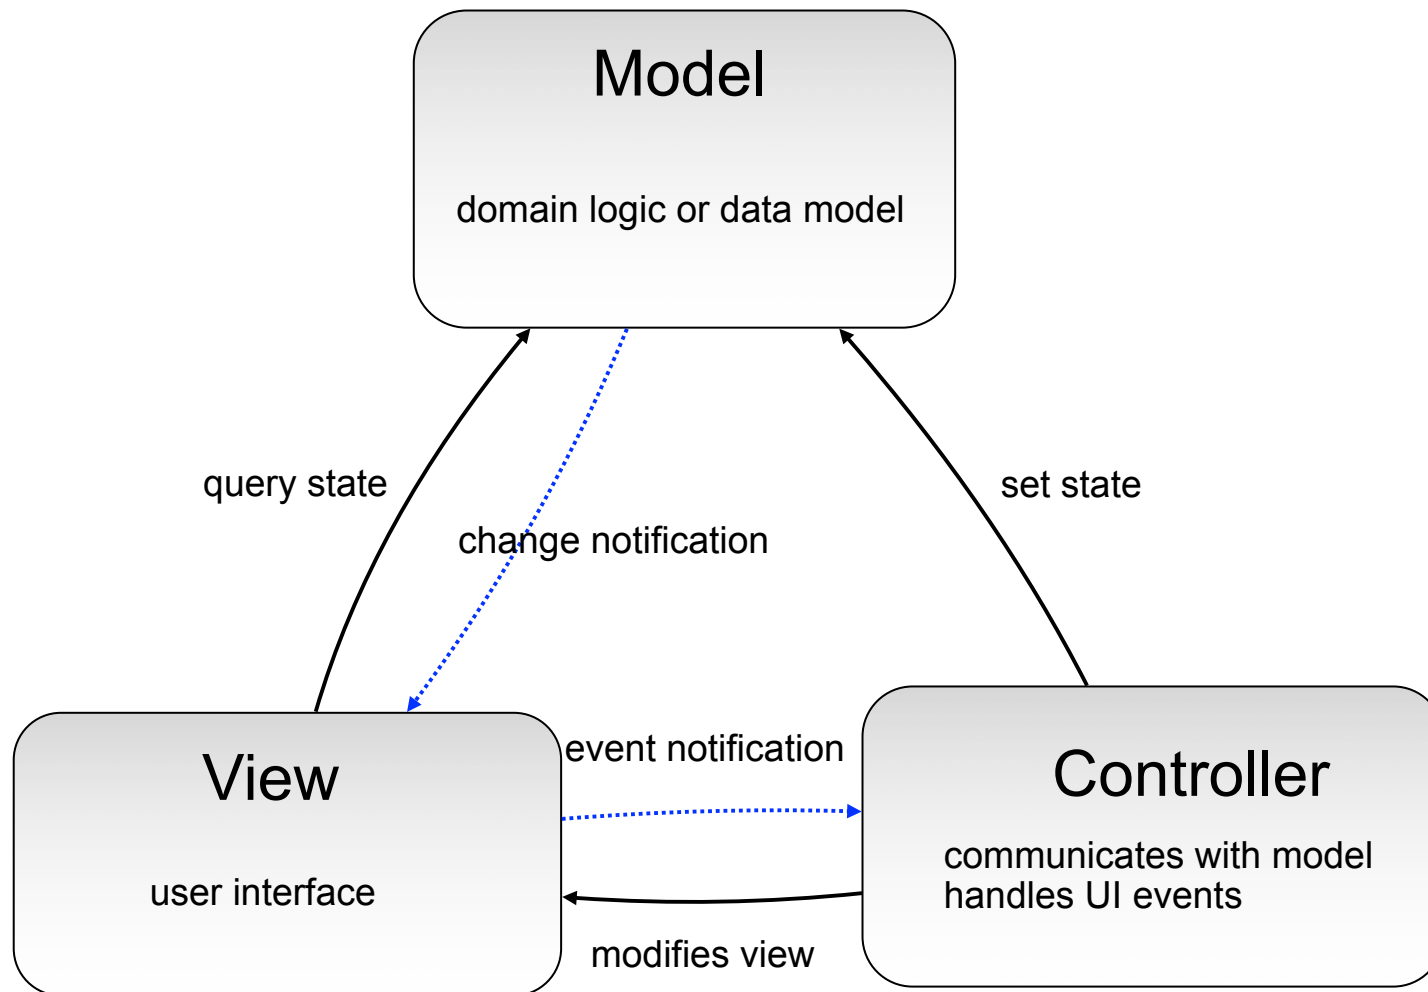 Model
domain logic or data model
query state
set state
change notification
event notification
View
user interface
Controller
communicates with model
handles UI events
modifies view